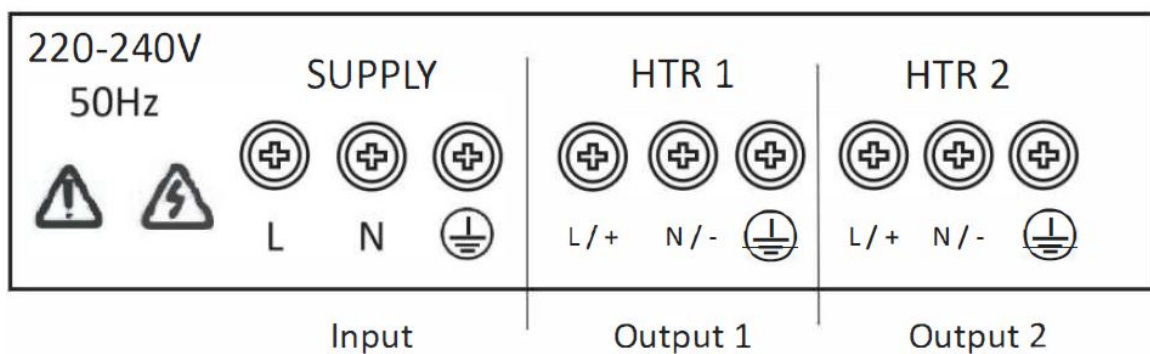 220-240V
50Hz
SUPPLY
HTR 1
HTR 2
L N
L / + N / -
L / + N / -
Input
Output 1
Output 2